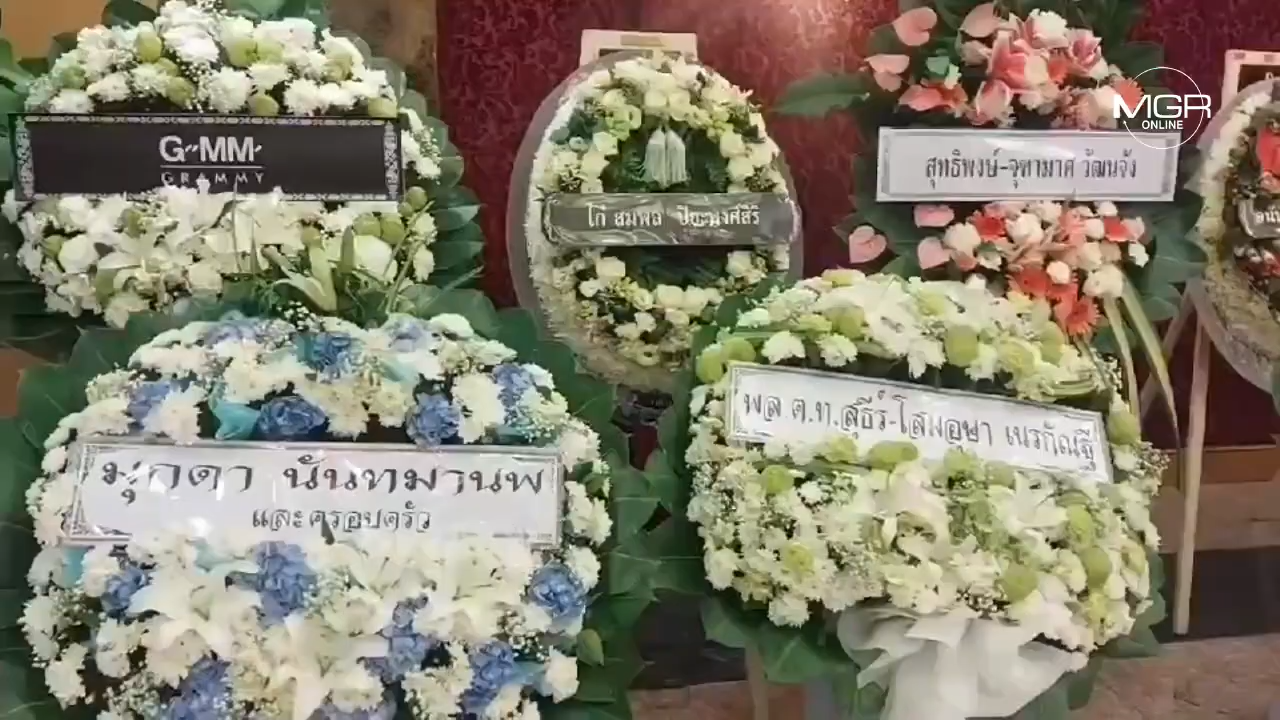 MGR
ONLINE
G"MM'
GRAMMY
โก๊ สมพล ปิยะพงศ์สิริ
สุทธิพงษ์-จุฑามาศ วัฒนจัง
พล.ต.ท.สุธีร์-โสมอุษา เนรกัณฐี
มุกดา นันทมานพ
และครอบครัว